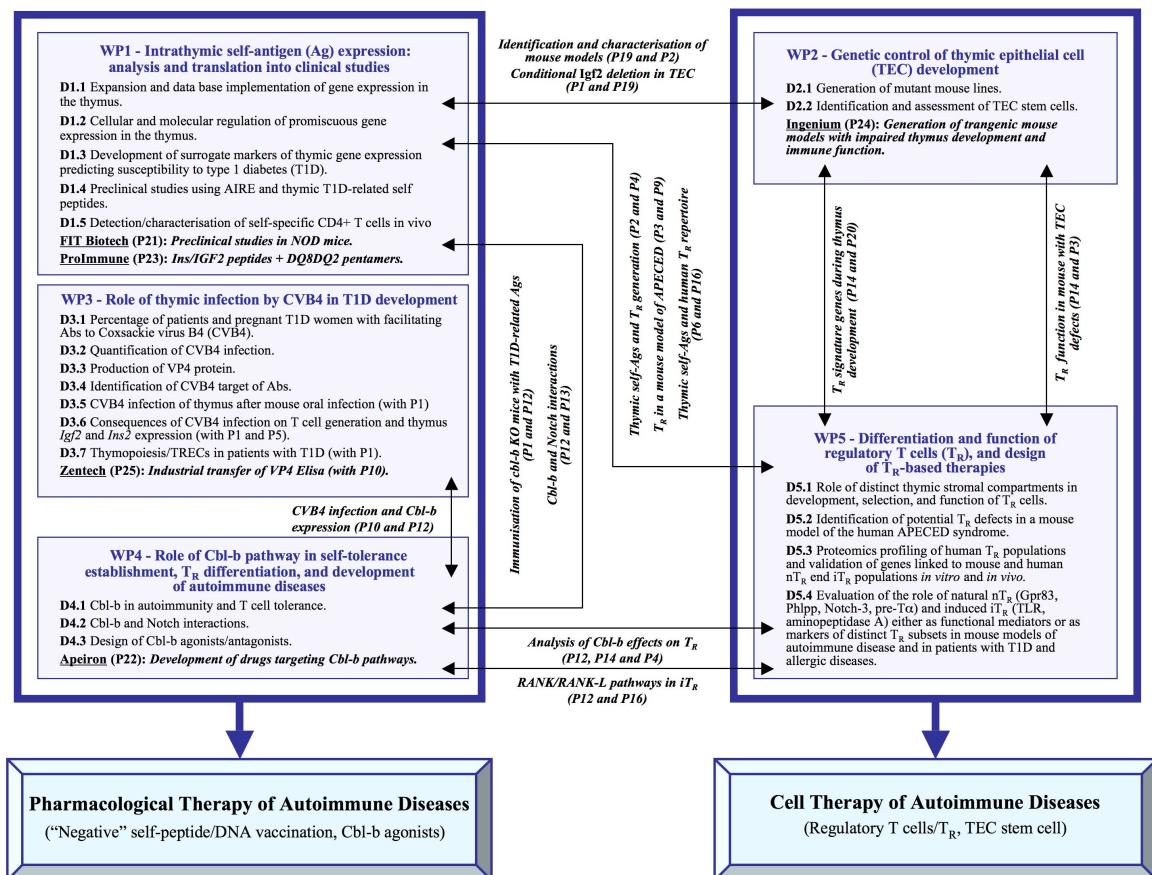 WP1 - Intrathymic self-antigen (Ag) expression:
analysis and translation into clinical studies
D1.1 Expansion and data base implementation of gene expression in
the thymus.
D1.2 Cellular and molecular regulation of promiscuous gene
expression in the thymus.
D1.3 Development of surrogate markers of thymic gene expression
predicting susceptibility to type 1 diabetes (T1D).
D1.4 Preclinical studies using AIRE and thymic T1D-related self
peptides.
D1.5 Detection/characterisation of self-specific CD4+ T cells in vivo
FIT Biotech (P21): Preclinical studies in NOD mice.
ProImmune (P23): Ins/IGF2 peptides + DQ8DQ2 pentamers.
WP3 - Role of thymic infection by CVB4 in T1D development
D3.1 Percentage of patients and pregnant T1D women with facilitating
Abs to Coxsackie virus B4 (CVB4).
D3.2 Quantification of CVB4 infection.
D3.3 Production of VP4 protein.
D3.4 Identification of CVB4 target of Abs.
D3.5 CVB4 infection of thymus after mouse oral infection (with P1)
D3.6 Consequences of CVB4 infection on T cell generation and thymus
Igf2 and Ins2 expression (with P1 and P5).
D3.7 Thymopoiesis/TRECs in patients with T1D (with P1).
Zentech (P25): Industrial transfer of VP4 Elisa (with P10).
CVB4 infection and Cbl-b
expression (P10 and P12)
WP4 - Role of Cbl-b pathway in self-tolerance
establishment, TR differentiation, and development
of autoimmune diseases
D4.1 Cbl-b in autoimmunity and T cell tolerance.
D4.2 Cbl-b and Notch interactions.
D4.3 Design of Cbl-b agonists/antagonists.
Apeiron (P22): Development of drugs targeting Cbl-b pathways.
Identification and characterisation of
mouse models (P19 and P2)
Conditional Igf2 deletion in TEC
(P1 and P19)
Immunisation of cbl-b KO mice with T1D-related Ags
(P1 and P12)
Cbl-b and Notch interactions
(P12 and P13)
Thymic self-Ags and TR generation (P2 and P4)
TR in a mouse model of APECED (P3 and P9)
Thymic self-Ags and human TR repertoire
(P6 and P16)
Analysis of Cbl-b effects on TR
(P12, P14 and P4)
RANK/RANK-L pathways in iTR
(P12 and P16)
WP2 - Genetic control of thymic epithelial cell
(TEC) development
D2.1 Generation of mutant mouse lines.
D2.2 Identification and assessment of TEC stem cells.
Ingenium (P24): Generation of trangenic mouse
models with impaired thymus development and
immune function.
TR signature genes during thymus
development (P14 and P20)
TR function in mouse with TEC
defects (P14 and P3)
WP5 - Differentiation and function of
regulatory T cells (TR), and design
of TR-based therapies
D5.1 Role of distinct thymic stromal compartments in
development, selection, and function of TR cells.
D5.2 Identification of potential TR defects in a mouse
model of the human APECED syndrome.
D5.3 Proteomics profiling of human TR populations
and validation of genes linked to mouse and human
nTR end iTR populations in vitro and in vivo.
D5.4 Evaluation of the role of natural nTR (Gpr83,
Phlpp, Notch-3, pre-Tα) and induced iTR (TLR,
aminopeptidase A) either as functional mediators or as
markers of distinct TR subsets in mouse models of
autoimmune disease and in patients with T1D and
allergic diseases.
Pharmacological Therapy of Autoimmune Diseases
(“Negative” self-peptide/DNA vaccination, Cbl-b agonists)
Cell Therapy of Autoimmune Diseases
(Regulatory T cells/TR, TEC stem cell)